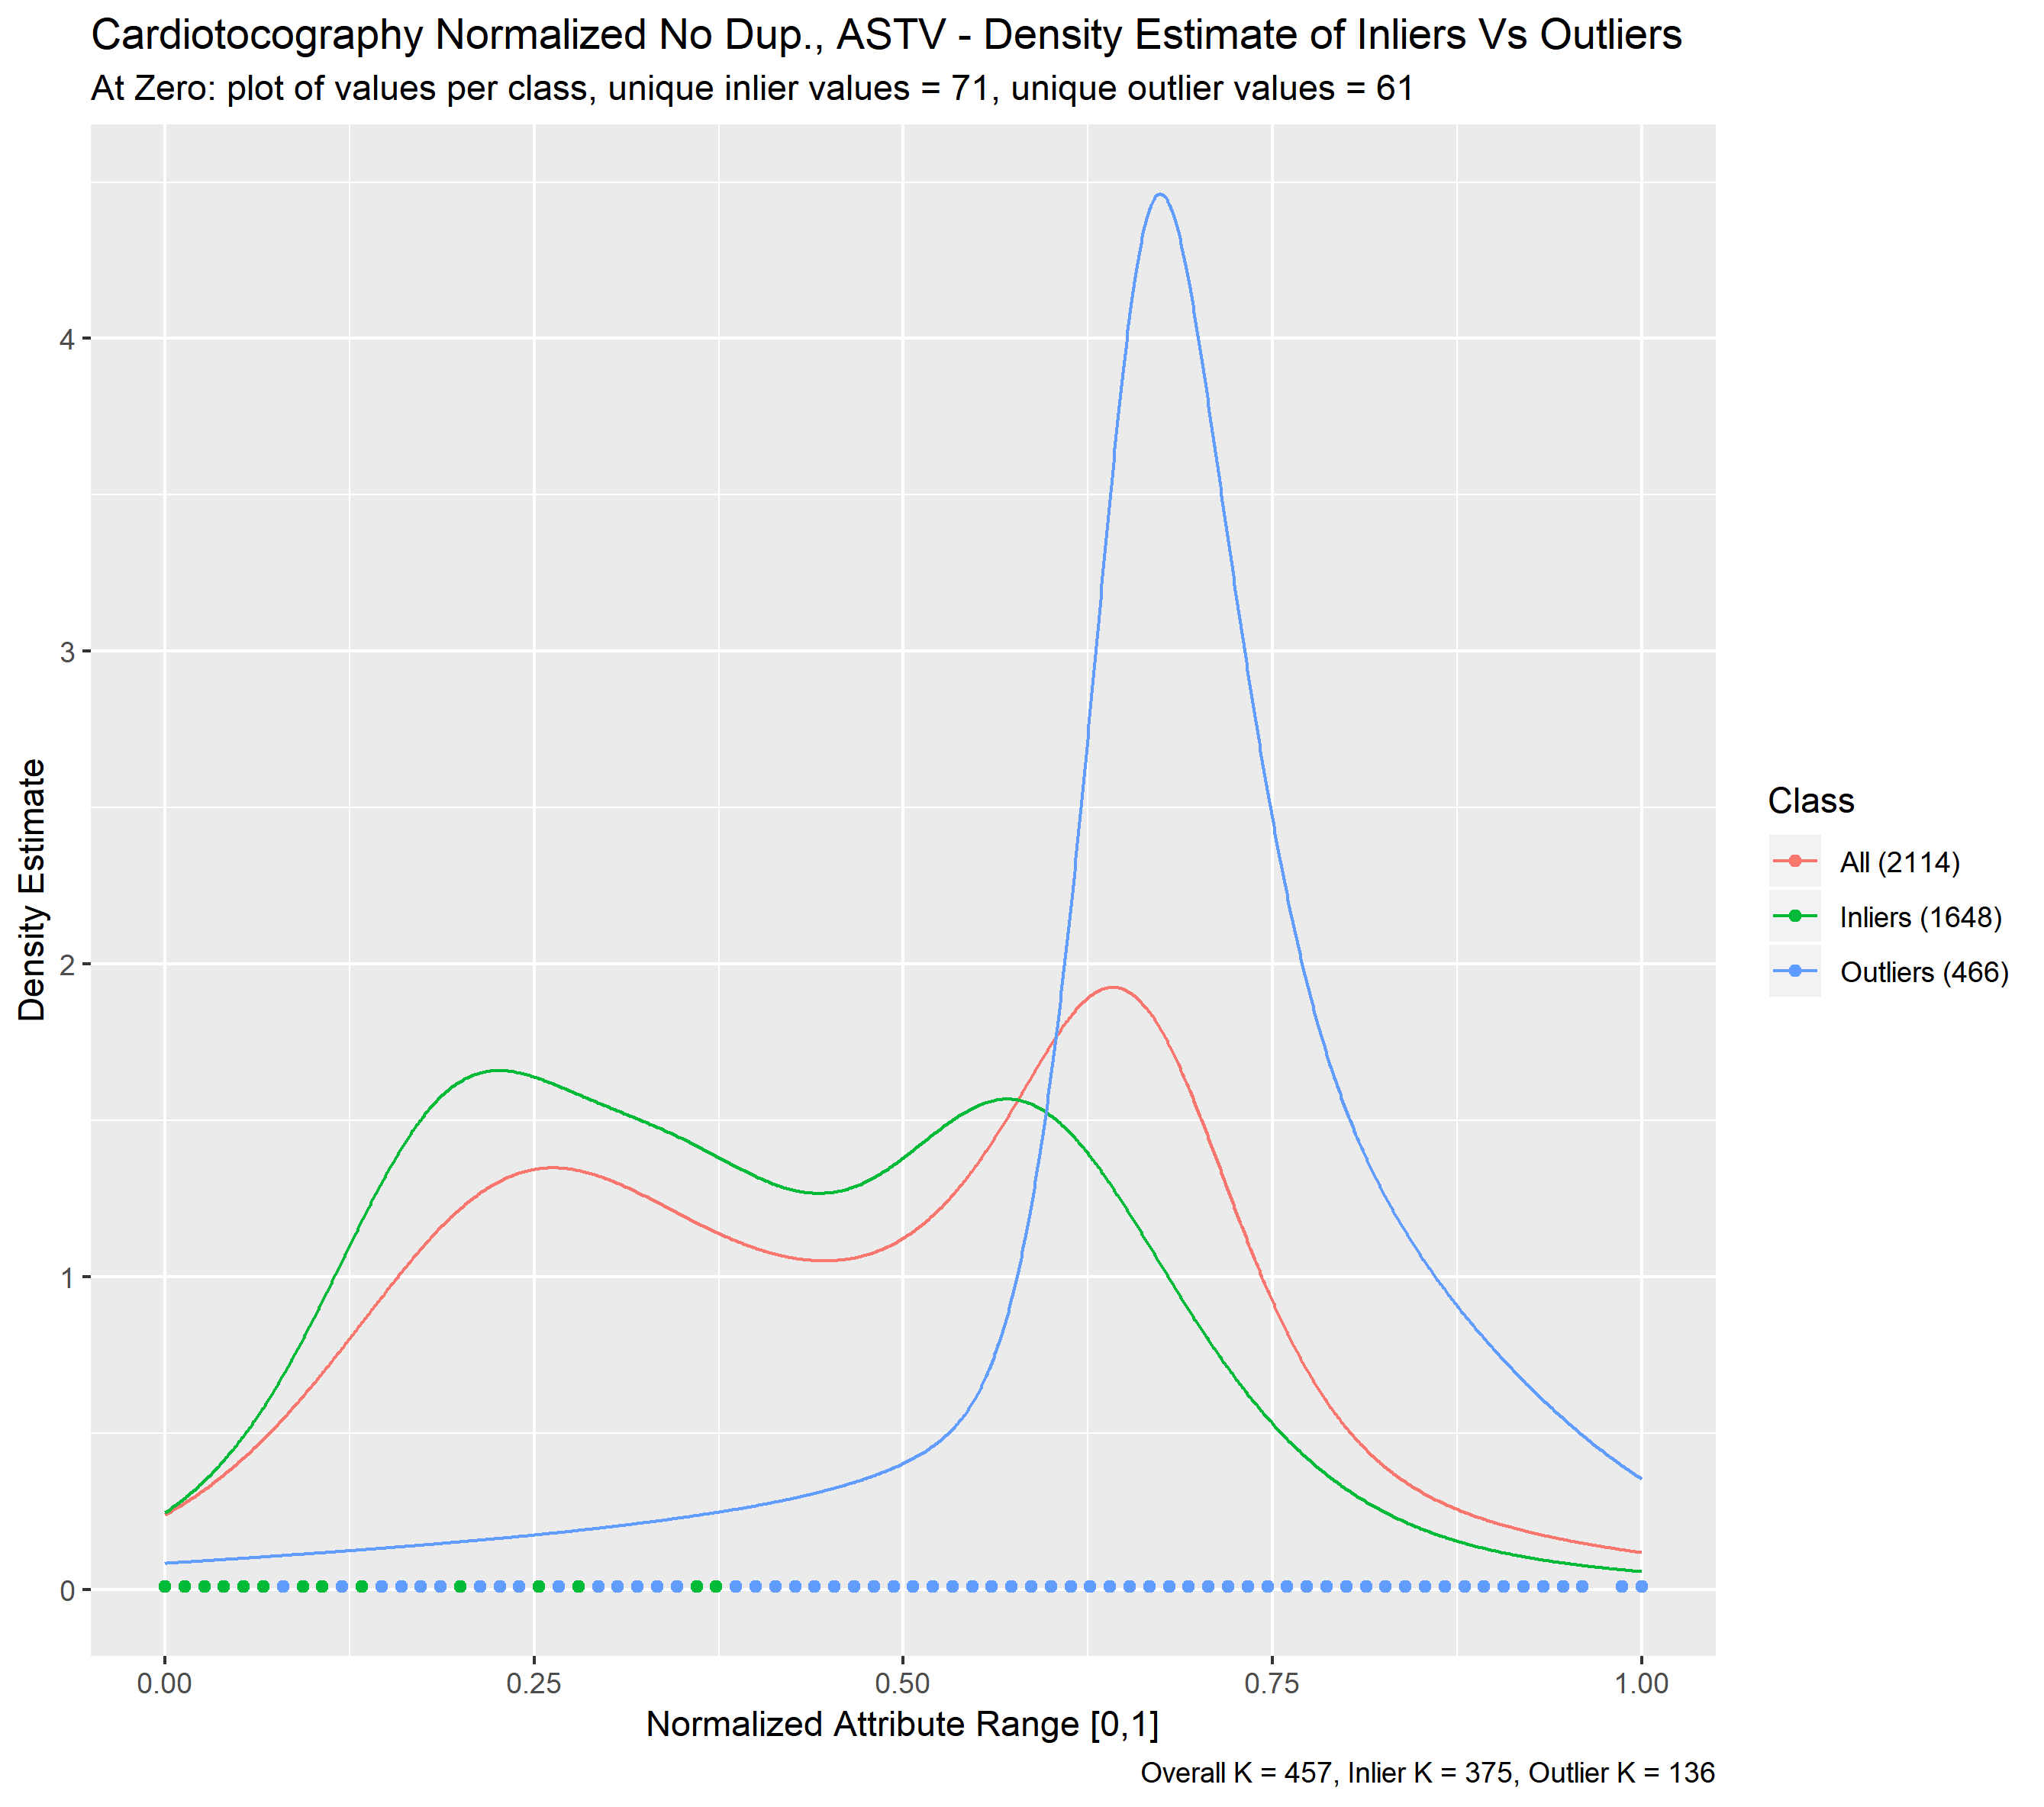 Cardiotocography Normalized No Dup., ASTV - Density Estimate of Inliers Vs Outliers
At Zero: plot of values per class, unique inlier values = 71, unique outlier values = 61
Density Estimate
4
3
2
1
0
0.00 0.25 0.50 0.75 1.00
Normalized Attribute Range [0,1]
Overall K = 457, Inlier K = 375, Outlier K = 136
Class
All (2114)
Inliers (1648)
Outliers (466)